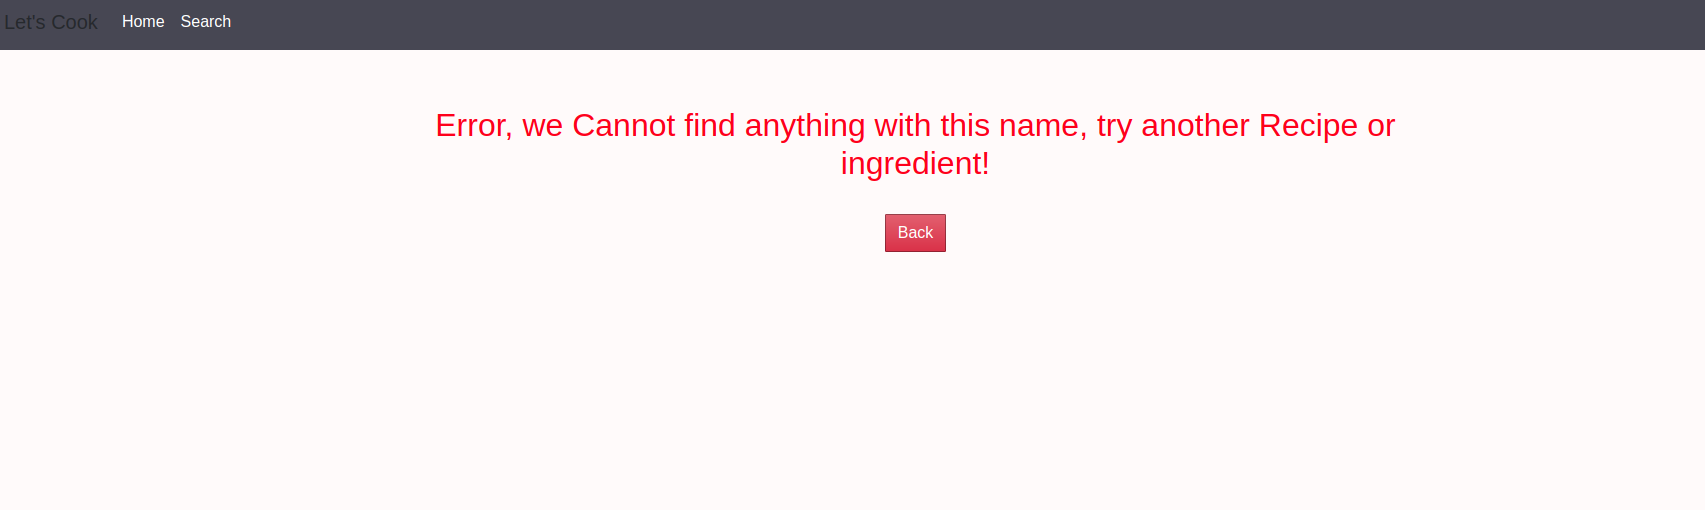 Let's Cook Home Search
Error, we Cannot find anything with this name, try another Recipe or
ingredient!
Back